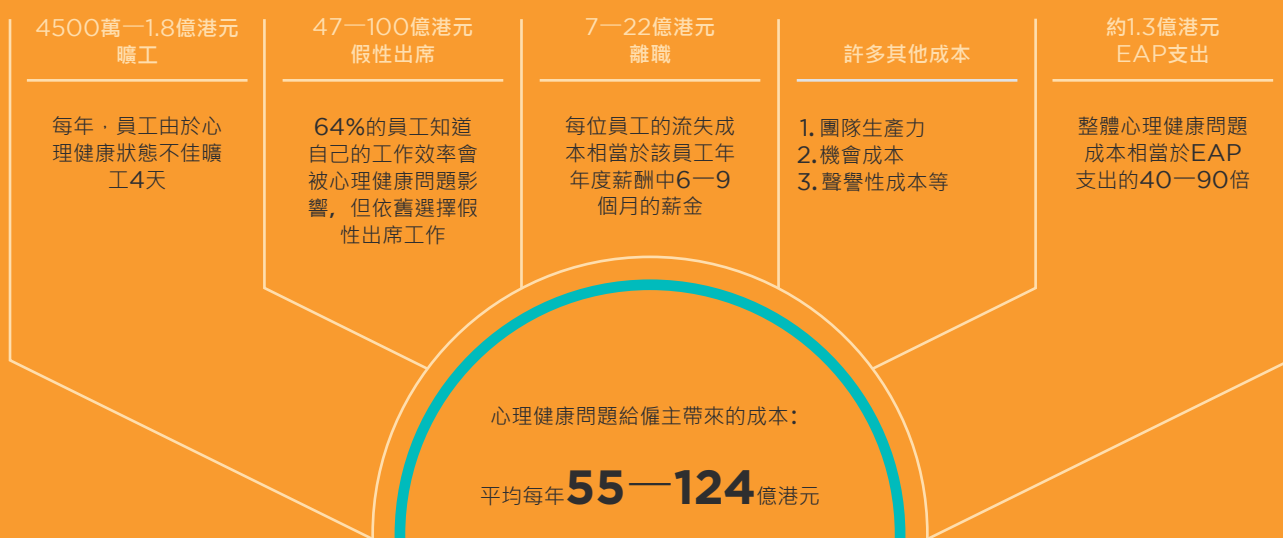 4500萬—1.8億港元
曠工
每年，員工由於心
理健康狀態不佳曠
工4天
47—100億港元
假性出席
64%的員工知道
自己的工作效率會
被心理健康問題影
響，但依舊選擇假
性出席工作
7—22億港元
離職
每位員工的流失成
本相當於該員工年
年度薪酬中6—9
個月的薪金
許多其他成本
1. 團隊生產力
2. 機會成本
3. 聲譽性成本等
約1.3億港元
EAP支出
整體心理健康問題
成本相當於EAP
支出的40—90倍
心理健康問題給僱主帶來的成本：
平均每年55—124億港元